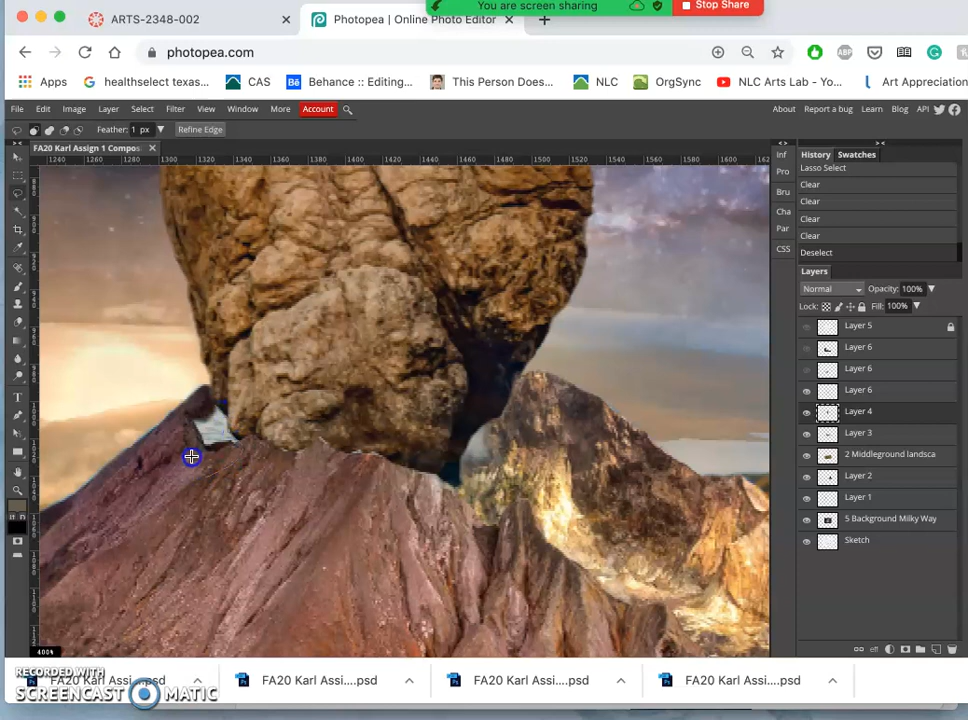 You are screen sharing
Stop Share
ARTS-2348-002
Photopea | Online Photo Editor
photopea.com
Apps
healthselect texas...
CAS
Behance :: Editing...
This Person Does...
NLC
OrgSync
NLC Arts Lab - Yo...
Art Appreciation
File Edit Image Layer Select Filter View Window More Account
About Report a bug Learn Blog API
Feather: 1 px Refine Edge
FA20 Karl Assign 1 Compos
1240 1260 1280 1300 1320 1340 1360 1380 1400 1420 1440 1460 1480 1500 1520 1540 1560 1580 1600 162
Inf
Pro
Bru
Cha
Par
CSS
History Swatches
Lasso Select
Clear
Clear
Clear
Clear
Deselect
Layers
Normal Opacity: 100%
Lock: Fill: 100%
Layer 5
Layer 6
Layer 6
Layer 6
Layer 4
Layer 3
2 Middleground landsca
Layer 2
Layer 1
5 Background Milky Way
Sketch
400%
RECORDED WITH
SCREENCAST MATIC
FA20 Karl Assi....psd
FA20 Karl Assi....psd
FA20 Karl Assi....psd